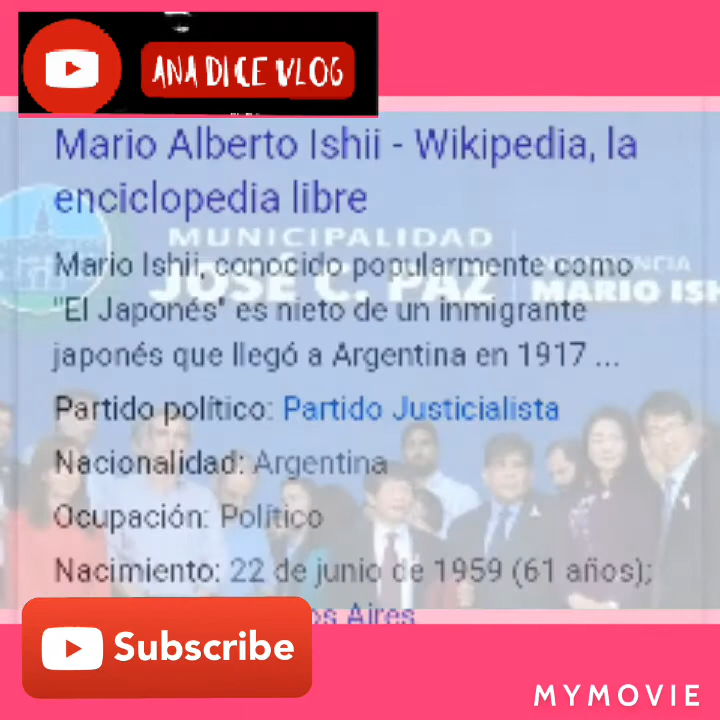 ANA DICE VLOG
Mario Alberto Ishii - Wikipedia, la
enciclopedia libre
MUNICIPALIDAD
JOSE C. PAZ
MARIO ISH
Mario Ishii, conocido popularmente como
"El Japonés" es nieto de un inmigrante
japonés que llegó a Argentina en 1917 ...
Partido político: Partido Justicialista
Nacionalidad: Argentina
Ocupación: Político
Nacimiento: 22 de junio de 1959 (61 años);
os Aires
Subscribe
MYMOVIE